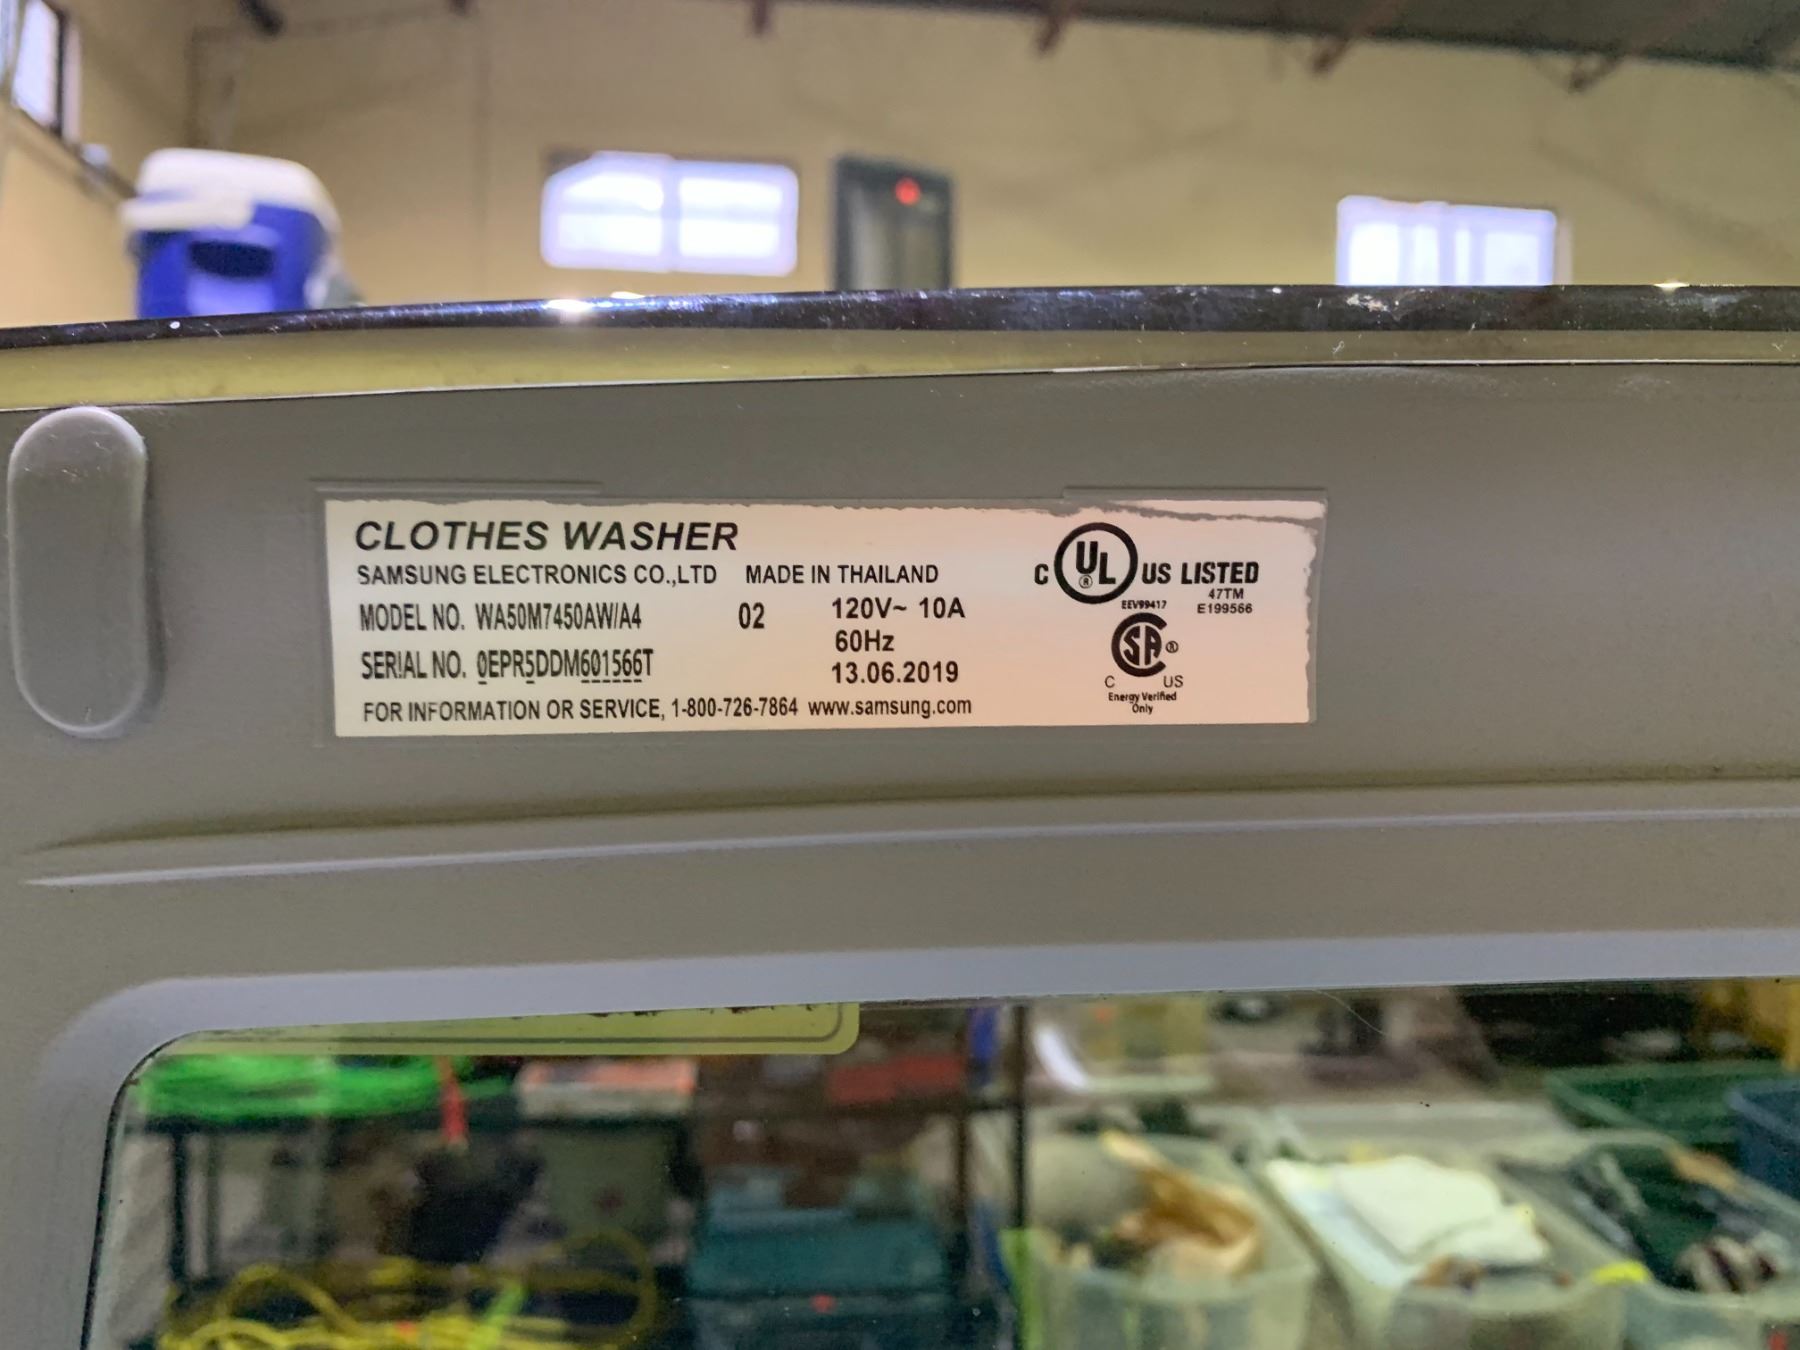 CLOTHES WASHER
SAMSUNG ELECTRONICS CO.,LTD MADE IN THAILAND
MODEL NO. WA50M7450AW/A4 02 120V~ 10A
60Hz
SERIAL NO. 0EPR5DDM601566T 13.06.2019
FOR INFORMATION OR SERVICE, 1-800-726-7864 www.samsung.com
C UL ® US LISTED
47TM
EEV99417 E199566
SA ®
C US
Energy Verified
Only